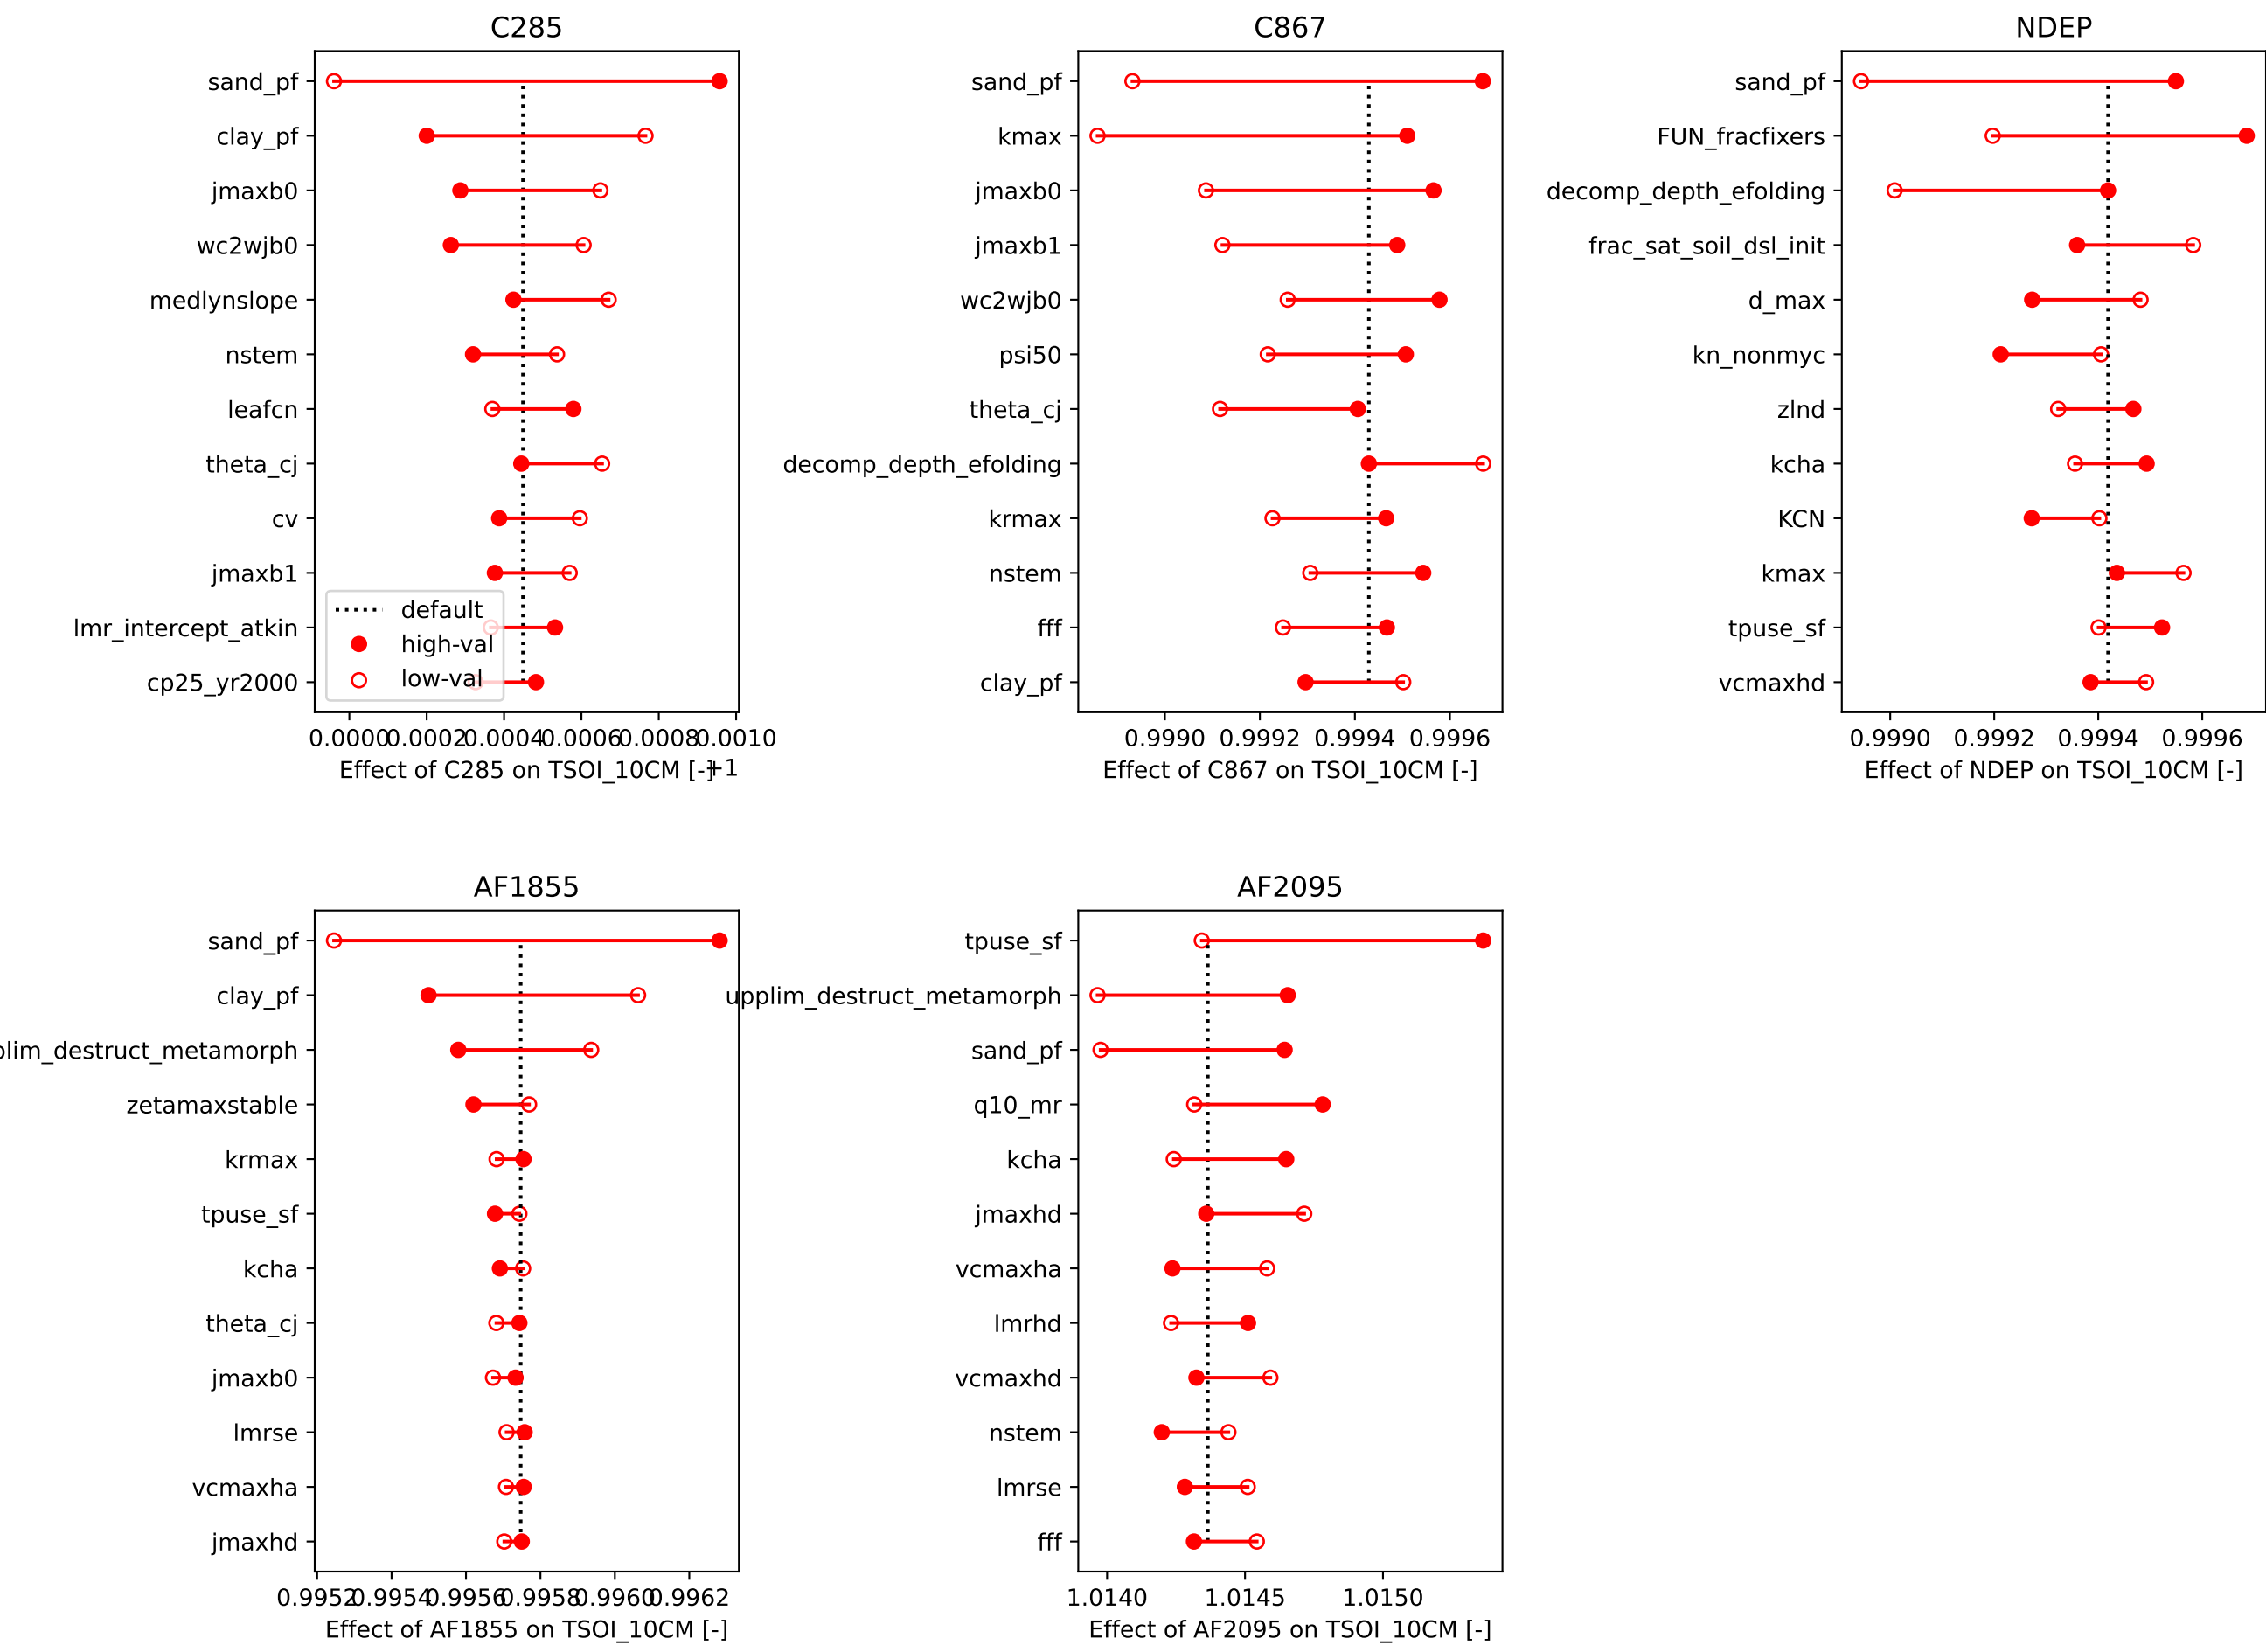 C285
sand_pf
clay_pf
jmaxb0
wc2wjb0
medlynslope
nstem
leafcn
theta_cj
cv
jmaxb1
lmr_intercept_atkin
cp25_yr2000
default
high-val
low-val
0.0000 0.0002 0.0004 0.0006 0.0008 0.0010
+1
Effect of C285 on TSOI_10CM [-]
C867
sand_pf
kmax
jmaxb0
jmaxb1
wc2wjb0
psi50
theta_cj
decomp_depth_efolding
krmax
nstem
fff
clay_pf
0.9990 0.9992 0.9994 0.9996
Effect of C867 on TSOI_10CM [-]
NDEP
sand_pf
FUN_fracfixers
decomp_depth_efolding
frac_sat_soil_dsl_init
d_max
kn_nonmyc
zlnd
kcha
KCN
kmax
tpuse_sf
vcmaxhd
0.9990 0.9992 0.9994 0.9996
Effect of NDEP on TSOI_10CM [-]
AF1855
sand_pf
clay_pf
plim_destruct_metamorph
zetamaxstable
krmax
tpuse_sf
kcha
theta_cj
jmaxb0
lmrse
vcmaxha
jmaxhd
0.9952 0.9954 0.9956 0.9958 0.9960 0.9962
Effect of AF1855 on TSOI_10CM [-]
AF2095
tpuse_sf
upplim_destruct_metamorph
sand_pf
q10_mr
kcha
jmaxhd
vcmaxha
lmrhd
vcmaxhd
nstem
lmrse
fff
1.0140 1.0145 1.0150
Effect of AF2095 on TSOI_10CM [-]